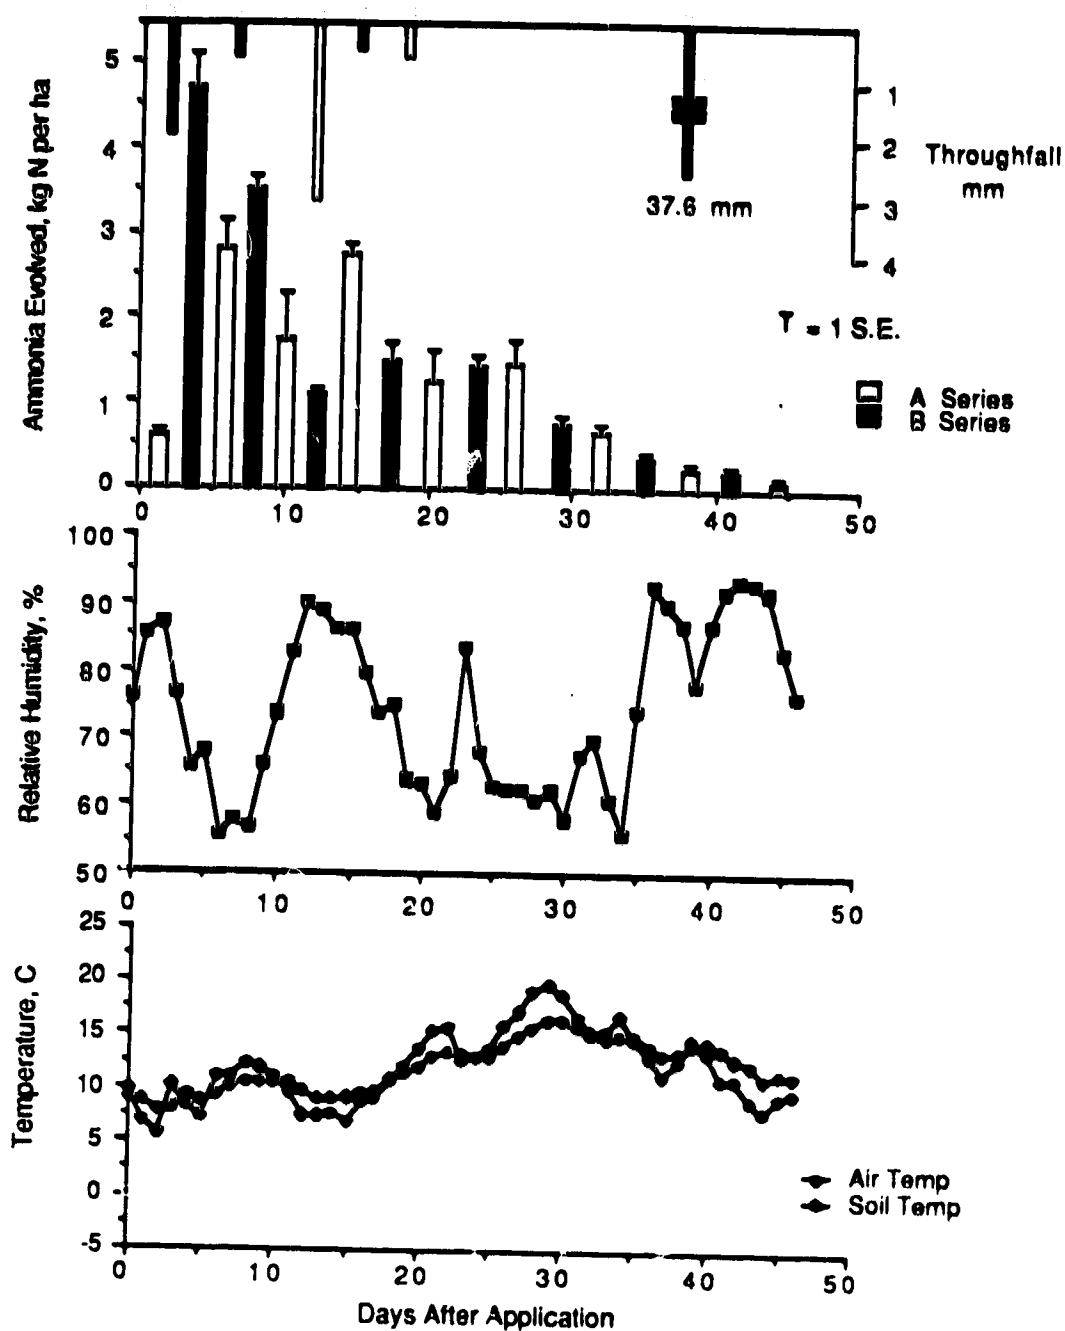 Ammonia Evolved, kg N per ha
5
4
3
2
1
0
1
2
3
4
Throughfall
mm
37.6 mm
T = 1 S.E.
A Series
B Series
0 10 20 30 40 50
Relative Humidity, %
100
90
80
70
60
50
0 10 20 30 40 50
Temperature, C
25
20
15
10
5
0
-5
Air Temp
Soil Temp
0 10 20 30 40 50
Days After Application